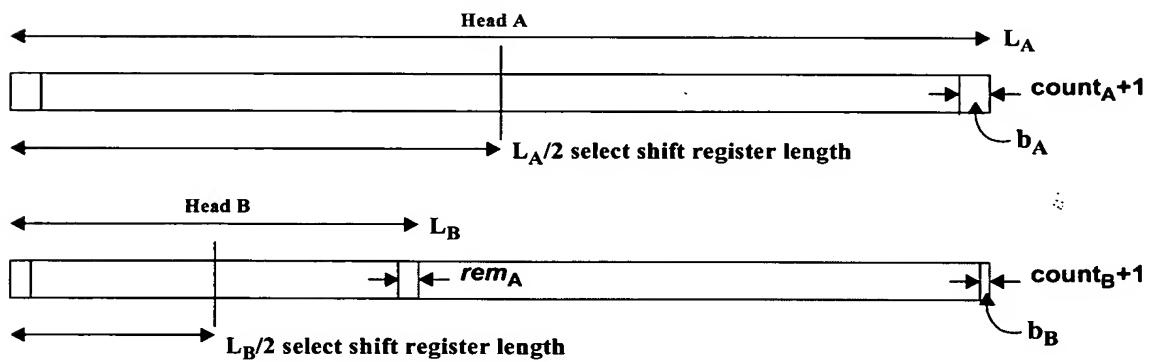 Head A
L_A
count_A+1
b_A
L_A/2 select shift register length
Head B
L_B
rem_A
count_B+1
b_B
L_B/2 select shift register length